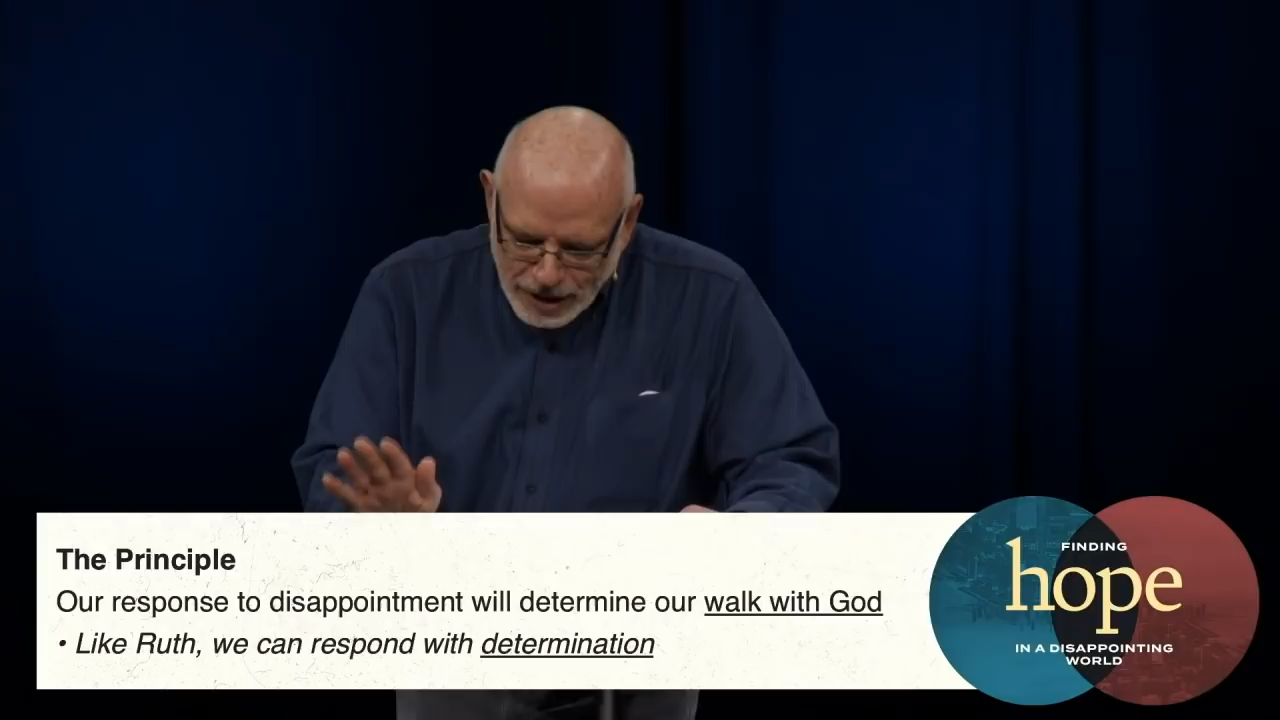 The Principle
Our response to disappointment will determine our walk with God
• Like Ruth, we can respond with determination
FINDING
hope
IN A DISAPPOINTING
WORLD